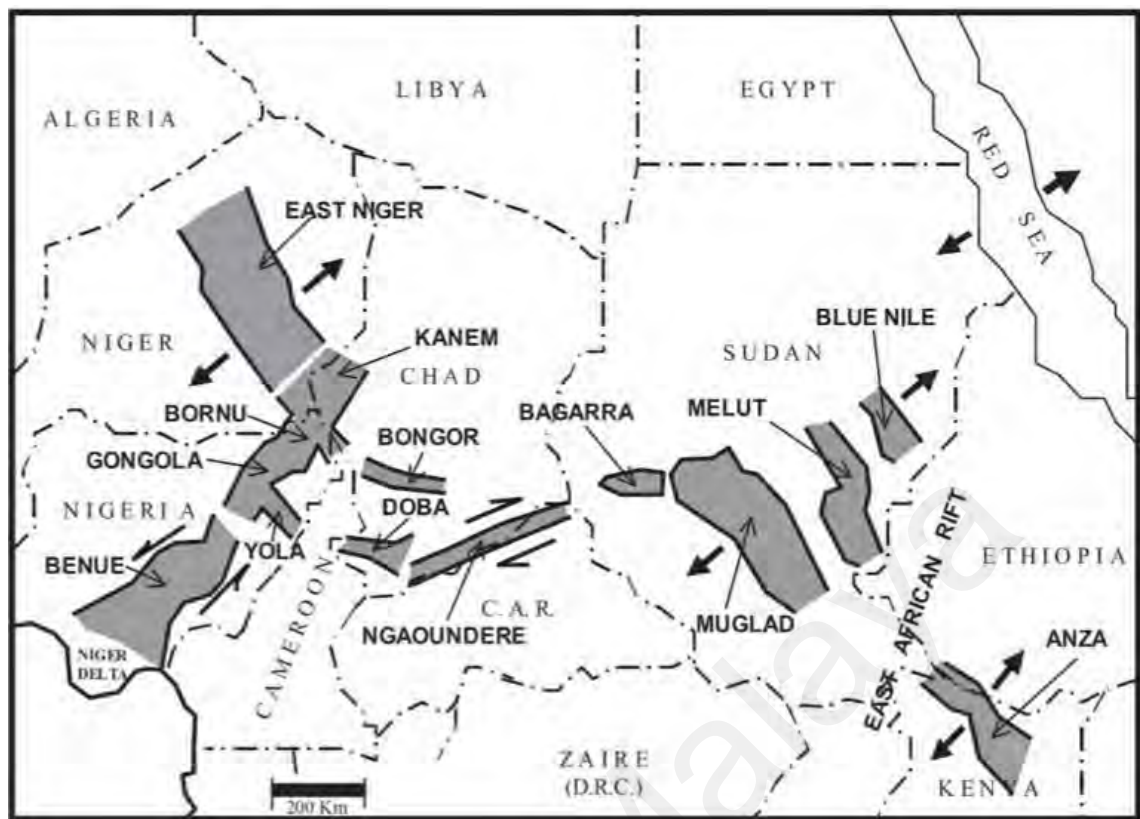 LIBYA
EGYPT
ALGERIA
RED
SEA
EAST NIGER
BLUE NILE
NIGER
KANEM
SUDAN
CHAD
BORNU
BAGARRA
MELUT
BONGOR
GONGOLA
NIGERIA
DOBA
EAST AFRICAN RIFT
ETHIOPIA
BENUE
YOLA
CAMEROON
C.A.R.
NGAOUNDERE
MUGLAD
ANZA
NIGER
DELTA
ZAIRE
(D.R.C.)
KENYA
200 Km
Malaya